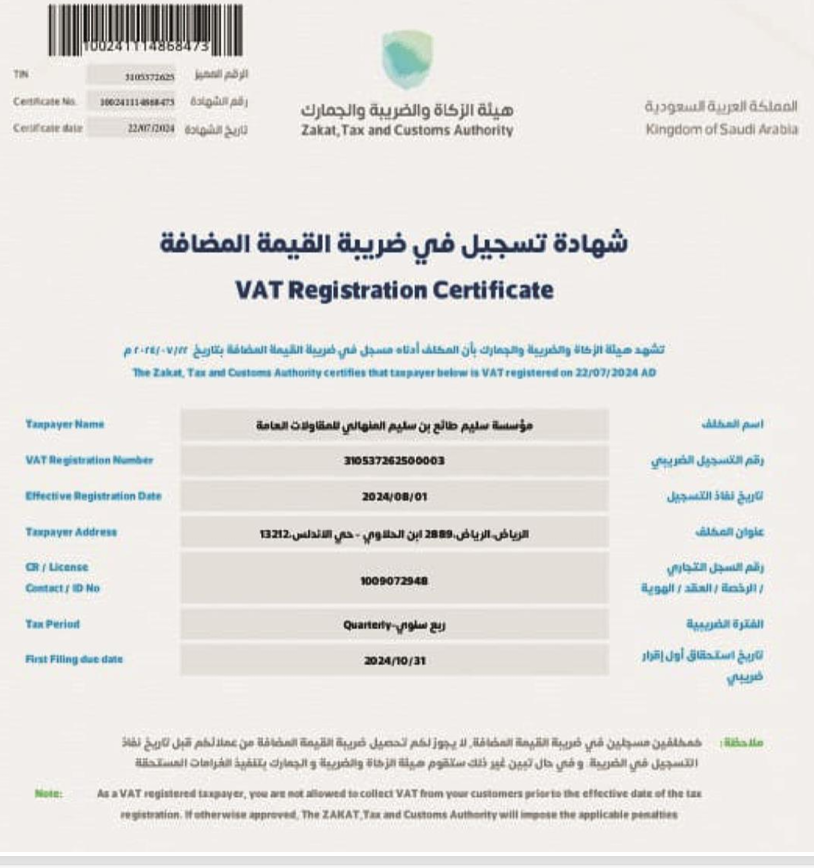 100241114868473
TIN 3105372625 الرقم المميز
Certificate No. 100241114868473 رقم الشهادة
Certificate date 22/07/2024 تاريخ الشهادة
هيئة الزكاة والضريبة والجمارك
Zakat, Tax and Customs Authority
المملكة العربية السعودية
Kingdom of Saudi Arabia
شهادة تسجيل في ضريبة القيمة المضافة
VAT Registration Certificate
تشهد هيئة الزكاة والضريبة والجمارك بأن المكلف أدناه مسجل في ضريبة القيمة المضافة بتاريخ ٢٠٢٤/٠٧/٢٢ م
The Zakat, Tax and Customs Authority certifies that taxpayer below is VAT registered on 22/07/2024 AD
Taxpayer Name مؤسسة سليم طائع بن سليم المنهالي للمقاولات العامة اسم المكلف
VAT Registration Number 310537262500003 رقم التسجيل الضريبي
Effective Registration Date 2024/08/01 تاريخ نفاذ التسجيل
Taxpayer Address الرياض،الرياض،2889 ابن الحلاوي - حي الاندلس،13212 عنوان المكلف
CR / License رقم السجل التجاري
Contact / ID No 1009072948 / الرخصة / العقد / الهوية
Tax Period ربع سنوي-Quarterly الفترة الضريبية
First Filing due date 2024/10/31 تاريخ استحقاق أول إقرار
ضريبي
ملاحظة: كمكلفين مسجلين في ضريبة القيمة المضافة، لا يجوز لكم تحصيل ضريبة القيمة المضافة من عملائكم قبل تاريخ نفاذ
التسجيل في الضريبة وفي حال تبين غير ذلك ستقوم هيئة الزكاة والضريبة و الجمارك بتنفيذ الغرامات المستحقة
Note: As a VAT registered taxpayer, you are not allowed to collect VAT from your customers prior to the effective date of the tax
registration. If otherwise approved, The ZAKAT,Tax and Customs Authority will impose the applicable penalties